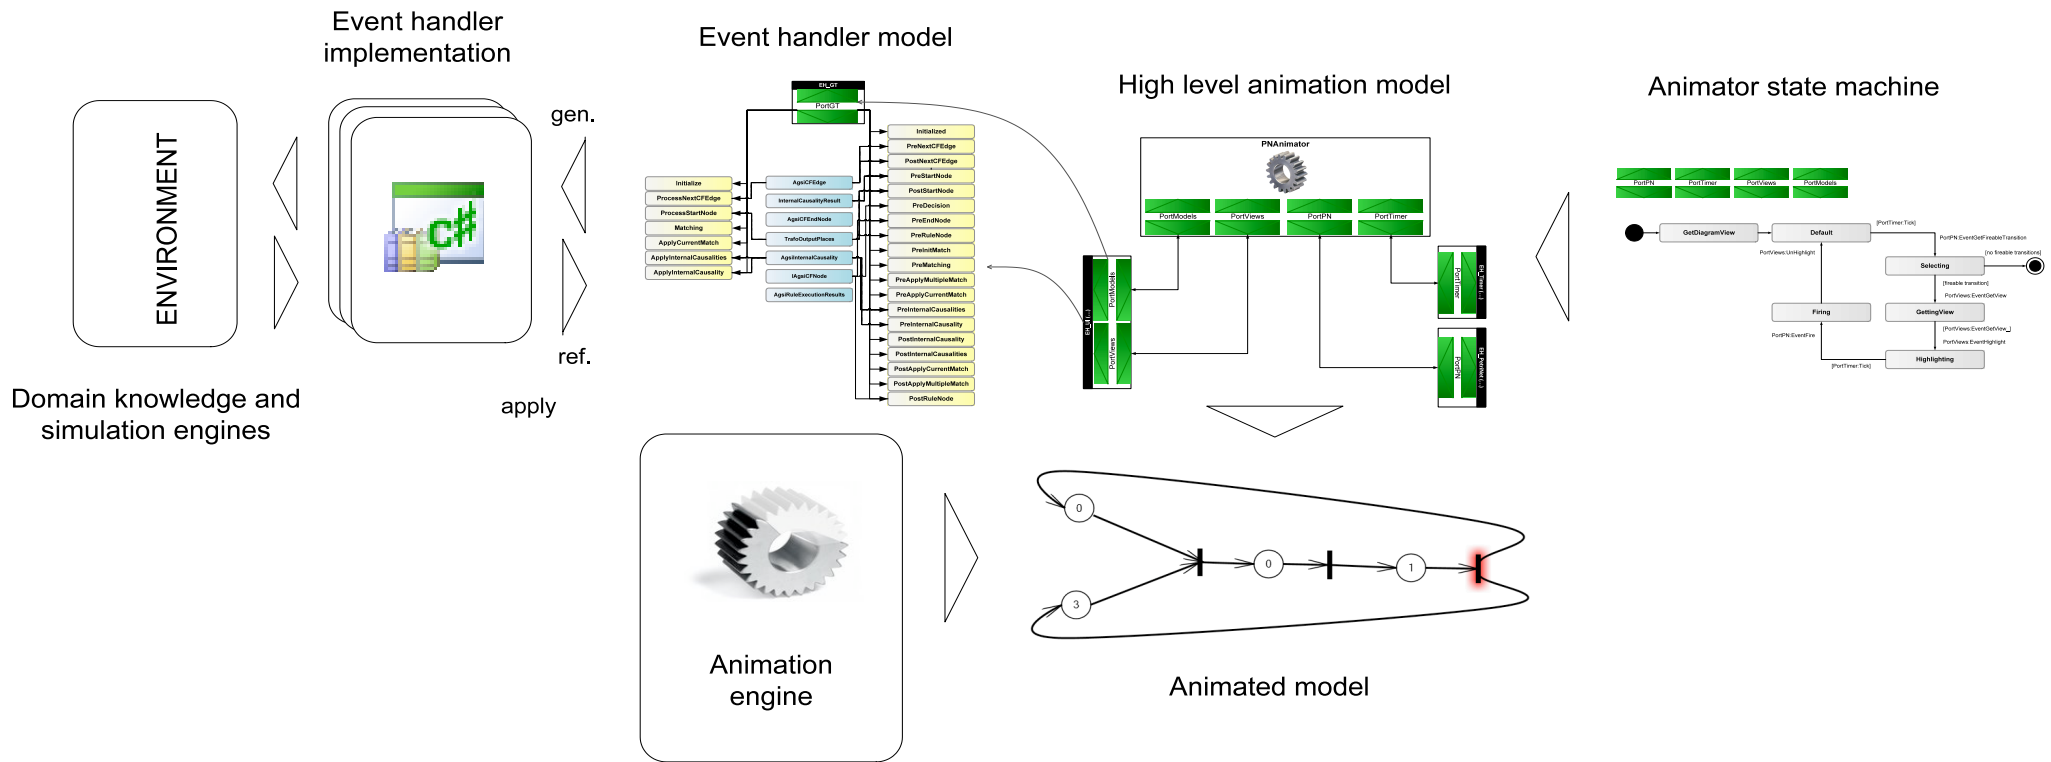 Event handler
implementation
ENVIRONMENT
Domain knowledge and
simulation engines
C#
gen.
ref.
apply
Event handler model
EH_GT
PortGT
Initialize
ProcessNextCFEdge
ProcessStartNode
Matching
ApplyCurrentMatch
ApplyInternalCausalities
ApplyInternalCausality
AgsiCFEdge
InternalCausalityResult
AgsiCFEndNode
TrafoOutputPlaces
AgsiInternalCausality
IAgsiCFNode
AgsiRuleExecutionResults
Initialized
PreNextCFEdge
PostNextCFEdge
PreStartNode
PostStartNode
PreDecision
PreEndNode
PreRuleNode
PreInitMatch
PreMatching
PreApplyMultipleMatch
PreApplyCurrentMatch
PreInternalCausalities
PreInternalCausality
PostInternalCausality
PostInternalCausalities
PostApplyCurrentMatch
PostApplyMultipleMatch
PostRuleNode
High level animation model
PNAnimator
PortModels
PortViews
PortPN
PortTimer
EH_UI(...)
PortModels
PortViews
PortTimer
EH_Timer(...)
PortPN
EH_PetriNet(...)
Animator state machine
PortPN
PortTimer
PortViews
PortModels
GetDiagramView
Default
[PortTimer:Tick]
PortPN:EventGetFireableTransition
PortViews:UnHighlight
[no fireable transitions]
Selecting
[fireable transition]
PortViews:EventGetView
Firing
GettingView
[PortViews:EventGetView_]
PortPN:EventFire
PortViews:EventHighlight
Highlighting
[PortTimer:Tick]
Animation
engine
0
3
0
1
Animated model